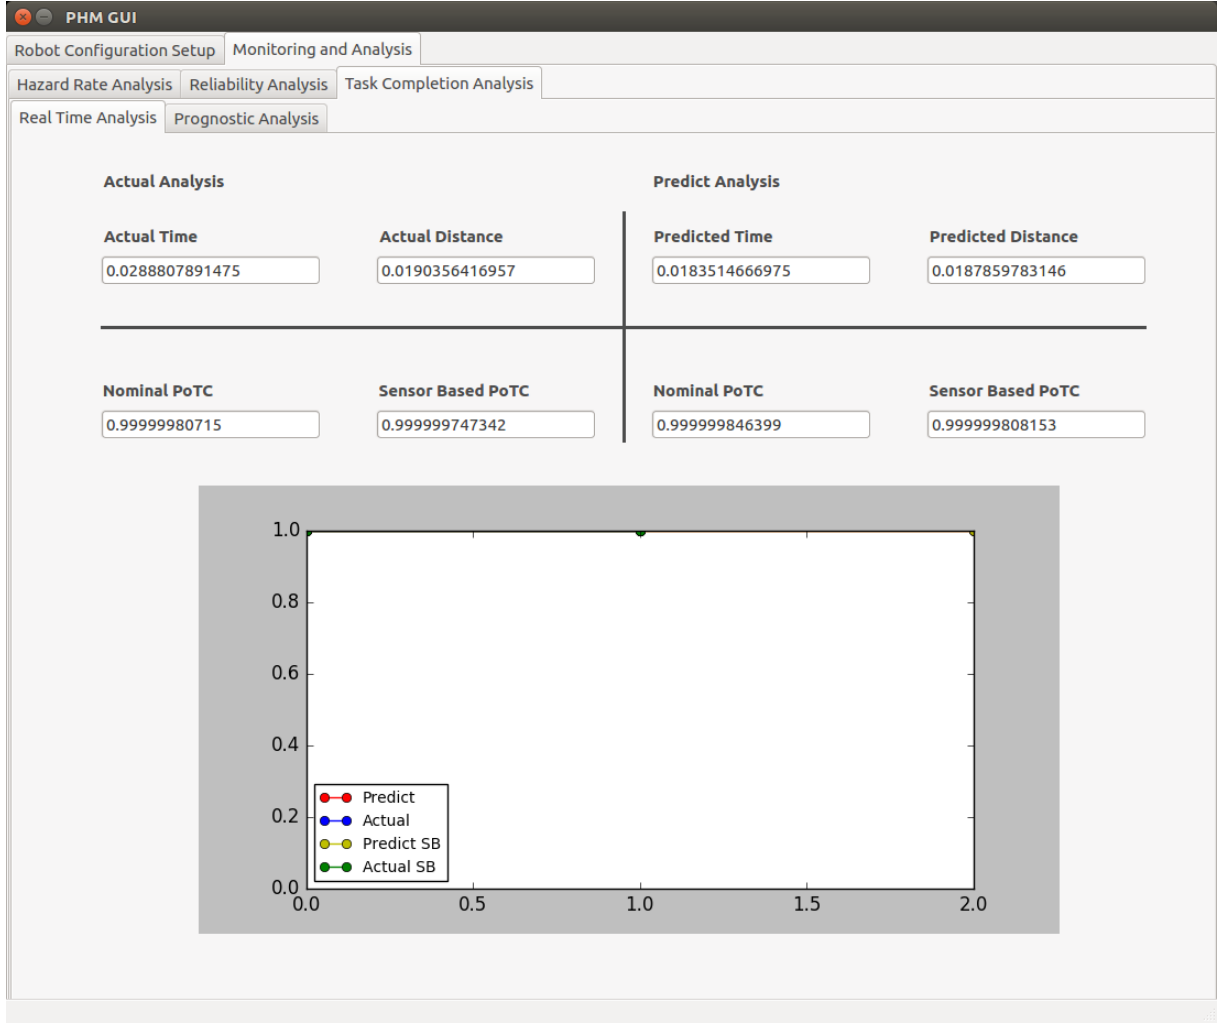 PHM GUI
Robot Configuration Setup Monitoring and Analysis
Hazard Rate Analysis Reliability Analysis Task Completion Analysis
Real Time Analysis Prognostic Analysis
Actual Analysis Predict Analysis
Actual Time Actual Distance Predicted Time Predicted Distance
0.0288807891475 0.0190356416957 0.0183514666975 0.0187859783146
Nominal PoTC Sensor Based PoTC Nominal PoTC Sensor Based PoTC
0.99999980715 0.999999747342 0.999999846399 0.999999808153
1.0
0.8
0.6
0.4
0.2
0.0
Predict
Actual
Predict SB
Actual SB
0.0 0.5 1.0 1.5 2.0